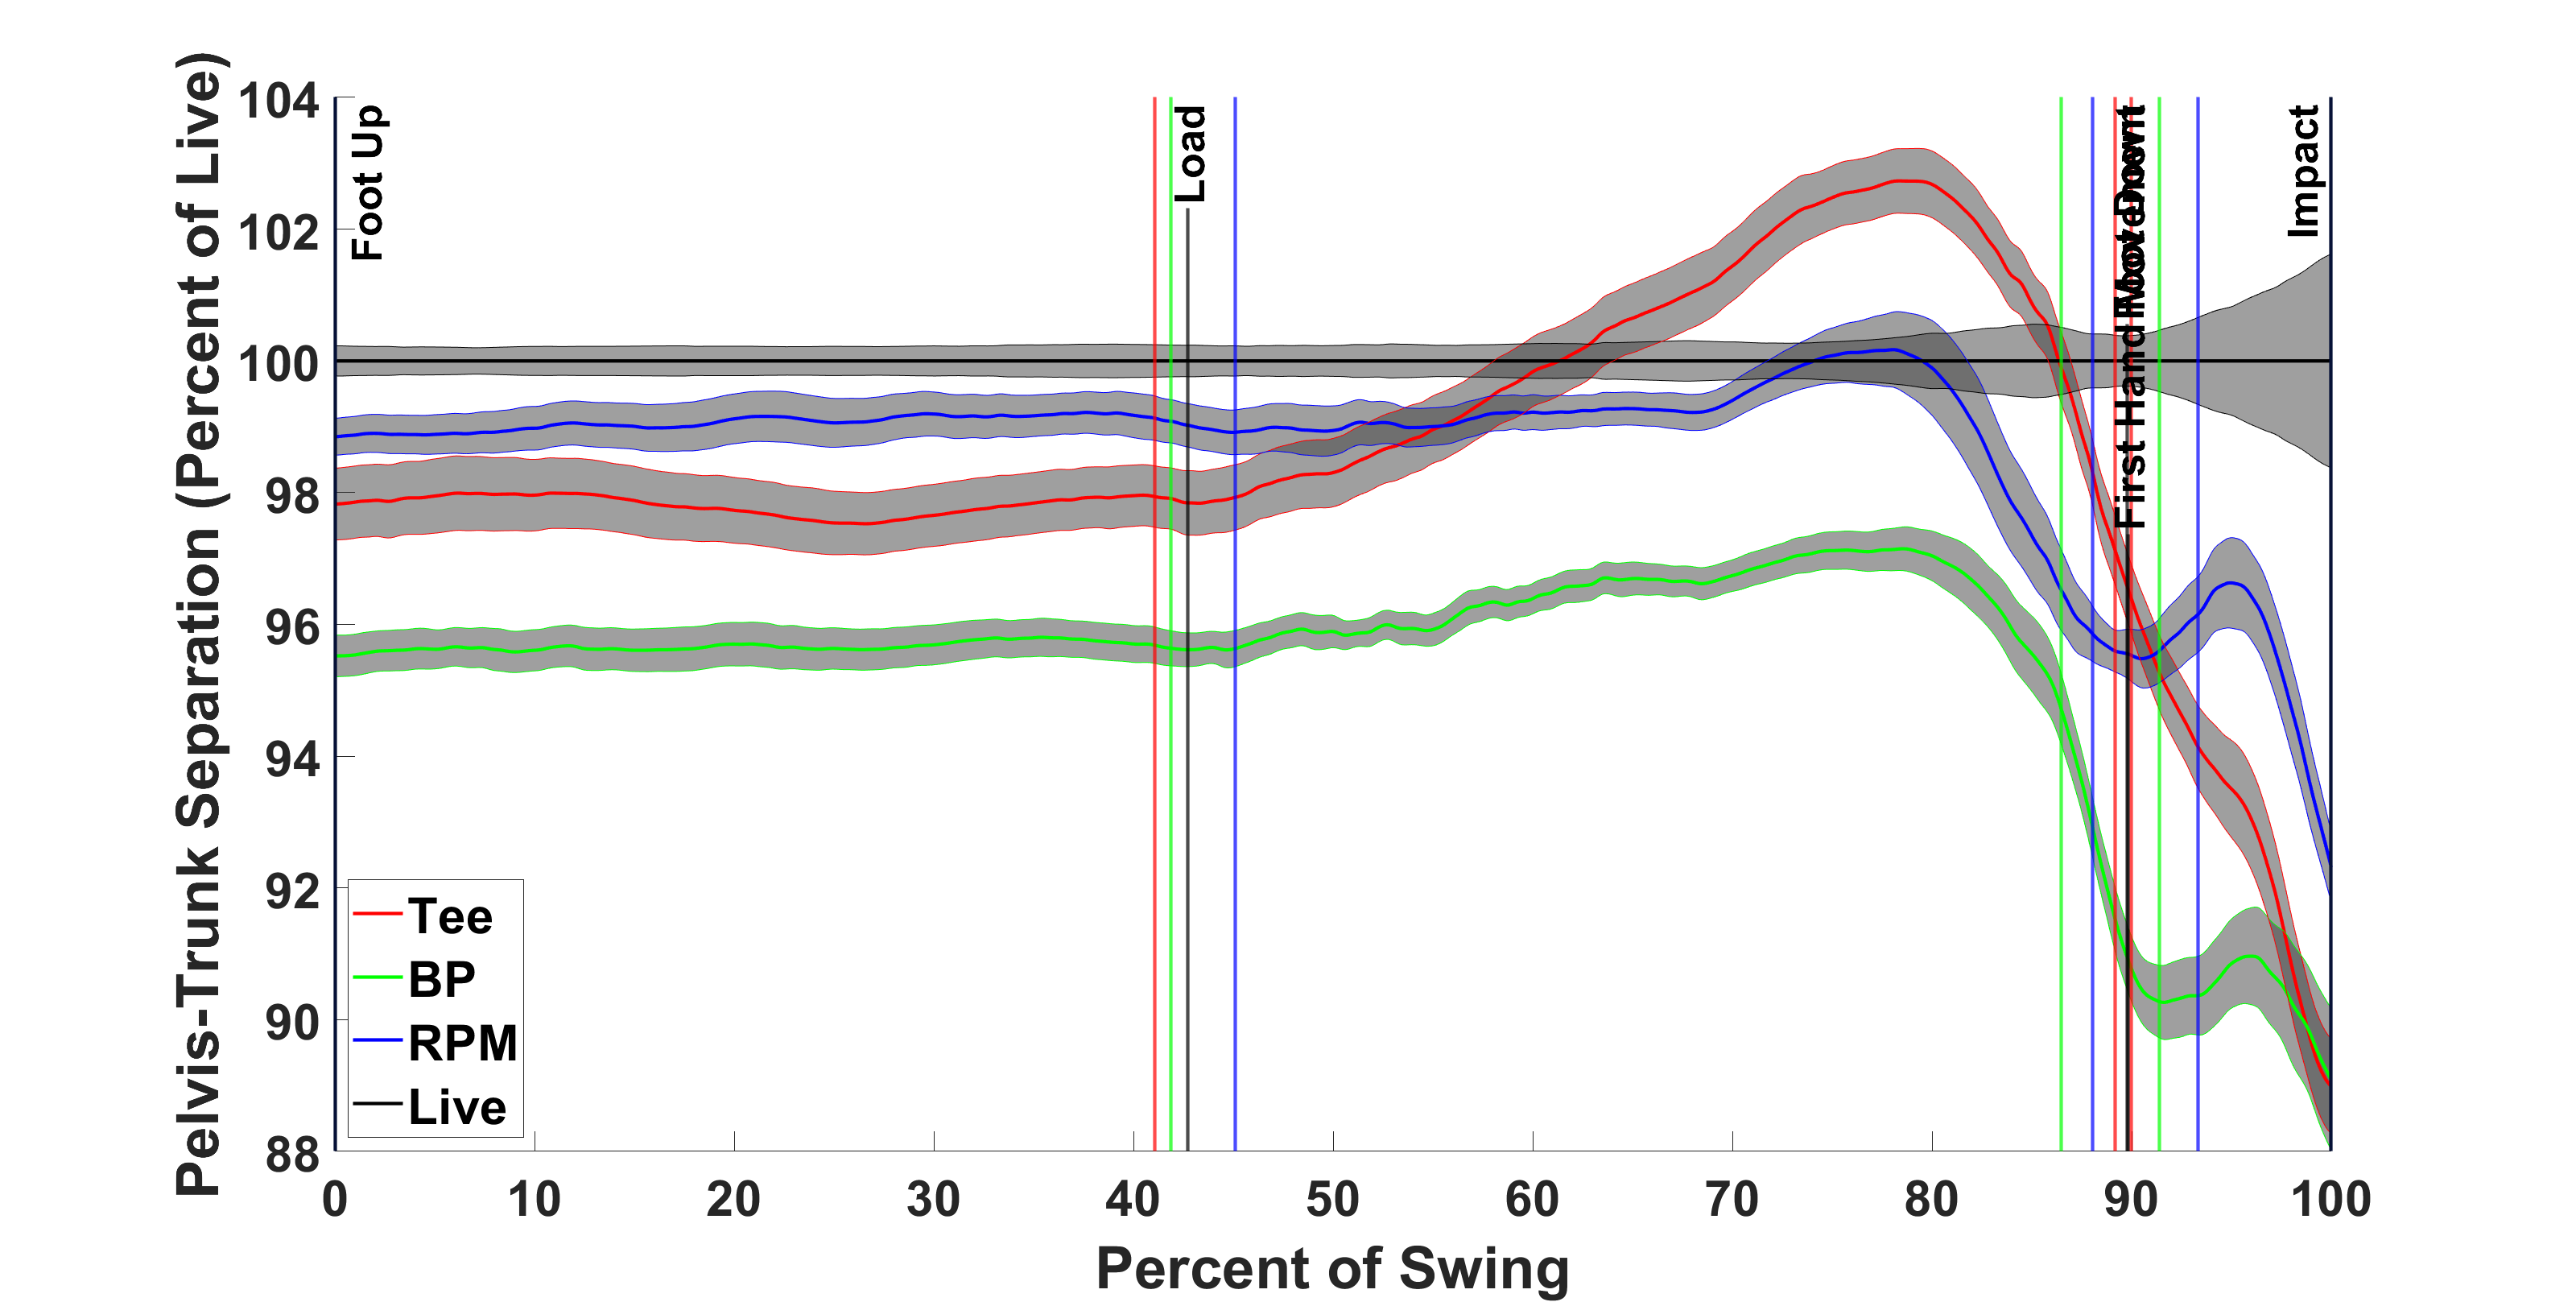 Pelvis-Trunk Separation (Percent of Live)
104
102
100
98
96
94
92
90
88
Foot Up
Load
First Hand Movement
Impact
Tee
BP
RPM
Live
0
10
20
30
40
50
60
70
80
90
100
Percent of Swing